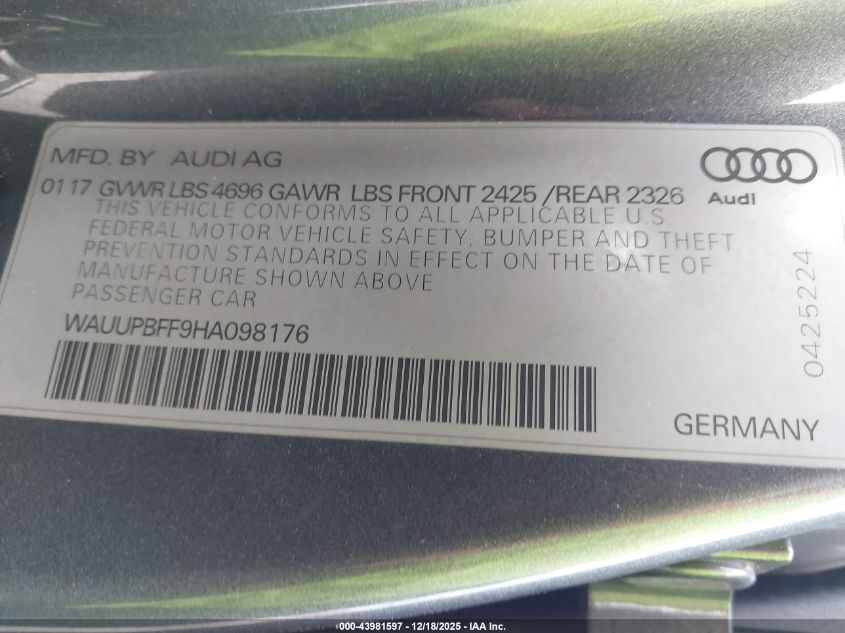 MFD. BY AUDI AG
Audi
01 17 GVWR LBS 4696 GAWR LBS FRONT 2425 /REAR 2326
THIS VEHICLE CONFORMS TO ALL APPLICABLE U.S.
FEDERAL MOTOR VEHICLE SAFETY, BUMPER AND THEFT
PREVENTION STANDARDS IN EFFECT ON THE DATE OF
MANUFACTURE SHOWN ABOVE
PASSENGER CAR
WAUUPBFF9HA098176
0425224
GERMANY
000-43981597 - 12/18/2025 - IAA Inc.